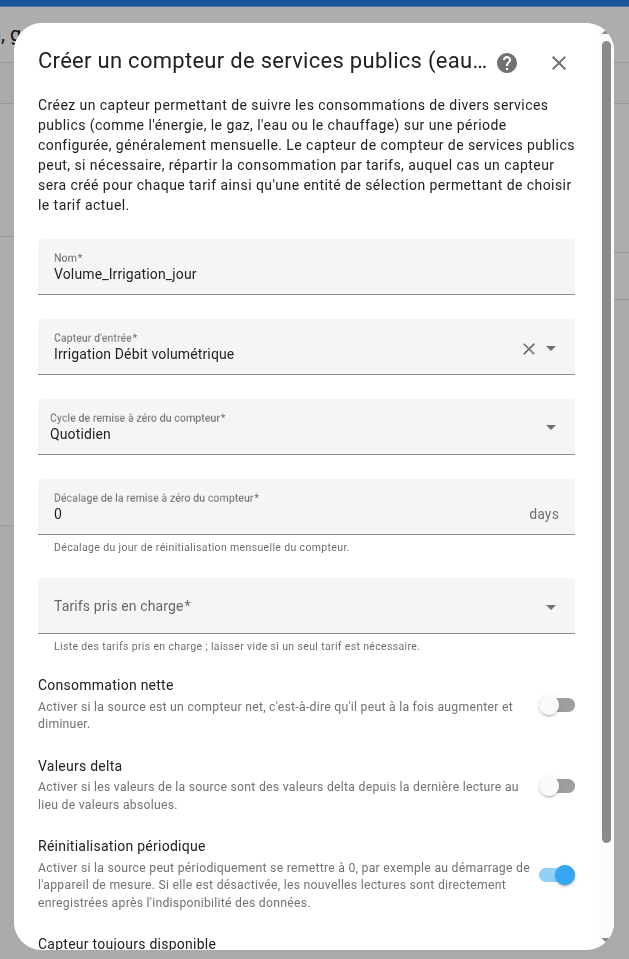 , g
Créer un compteur de services publics (eau...
Créez un capteur permettant de suivre les consommations de divers services
publics (comme l'énergie, le gaz, l'eau ou le chauffage) sur une période
configurée, généralement mensuelle. Le capteur de compteur de services publics
peut, si nécessaire, répartir la consommation par tarifs, auquel cas un capteur
sera créé pour chaque tarif ainsi qu'une entité de sélection permettant de choisir
le tarif actuel.
Nom*
Volume_Irrigation_jour
Capteur d'entrée*
Irrigation Débit volumétrique
Cycle de remise à zéro du compteur*
Quotidien
Décalage de la remise à zéro du compteur*
0 days
Décalage du jour de réinitialisation mensuelle du compteur.
Tarifs pris en charge*
Liste des tarifs pris en charge ; laisser vide si un seul tarif est nécessaire.
Consommation nette
Activer si la source est un compteur net, c'est-à-dire qu'il peut à la fois augmenter et
diminuer.
Valeurs delta
Activer si les valeurs de la source sont des valeurs delta depuis la dernière lecture au
lieu de valeurs absolues.
Réinitialisation périodique
Activer si la source peut périodiquement se remettre à 0, par exemple au démarrage de
l'appareil de mesure. Si elle est désactivée, les nouvelles lectures sont directement
enregistrées après l'indisponibilité des données.
Capteur toujours disponible